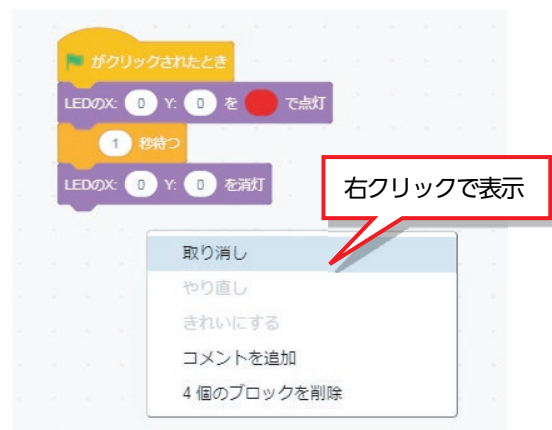 がクリックされたとき
LEDのX: 0 Y: 0 を で点灯
1 秒待つ
LEDのX: 0 Y: 0 を消灯
右クリックで表示
取り消し
やり直し
きれいにする
コメントを追加
4 個のブロックを削除